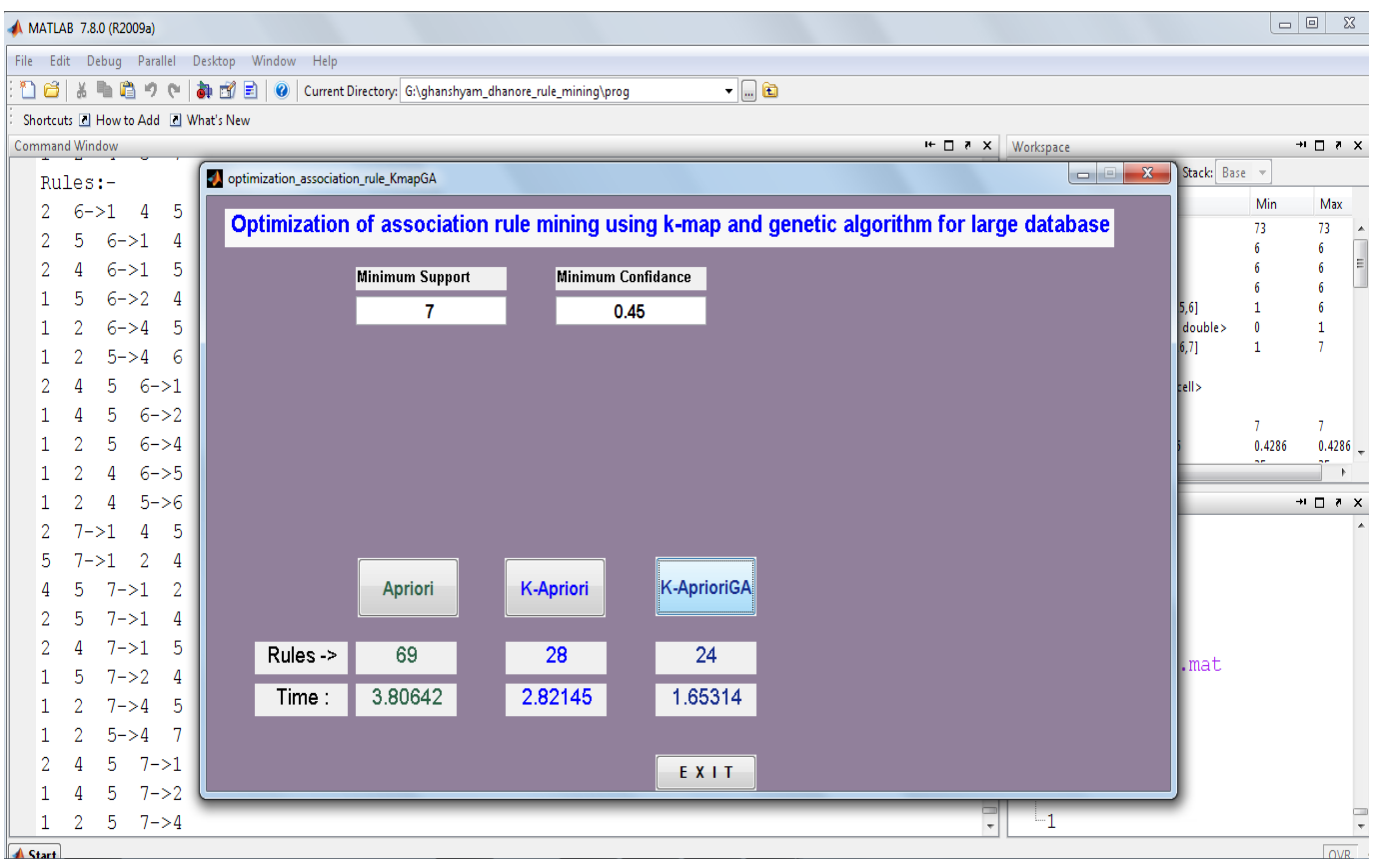 MATLAB 7.8.0 (R2009a)
File Edit Debug Parallel Desktop Window Help
Current Directory: G:\ghanshyam_dhanore_rule_mining\prog
Shortcuts How to Add What's New
Command Window
Rules:-
2 6->1 4 5
2 5 6->1 4
2 4 6->1 5
1 5 6->2 4
1 2 6->4 5
1 2 5->4 6
2 4 5 6->1
1 4 5 6->2
1 2 5 6->4
1 2 4 6->5
1 2 4 5->6
2 7->1 4 5
5 7->1 2 4
4 5 7->1 2
2 5 7->1 4
2 4 7->1 5
1 5 7->2 4
1 2 7->4 5
1 2 5->4 7
2 4 5 7->1
1 4 5 7->2
1 2 5 7->4
optimization_association_rule_KmapGA
Optimization of association rule mining using k-map and genetic algorithm for large database
Minimum Support Minimum Confidance
7 0.45
Apriori K-Apriori K-AprioriGA
Rules -> 69 28 24
Time : 3.80642 2.82145 1.65314
E X I T
Workspace
Stack: Base
Min Max
73 73
6 6
6 6
6 6
5,6] 1 6
double> 0 1
6,7] 1 7
cell>
7 7
0.4286 0.4286
.mat
1
Start
OVR